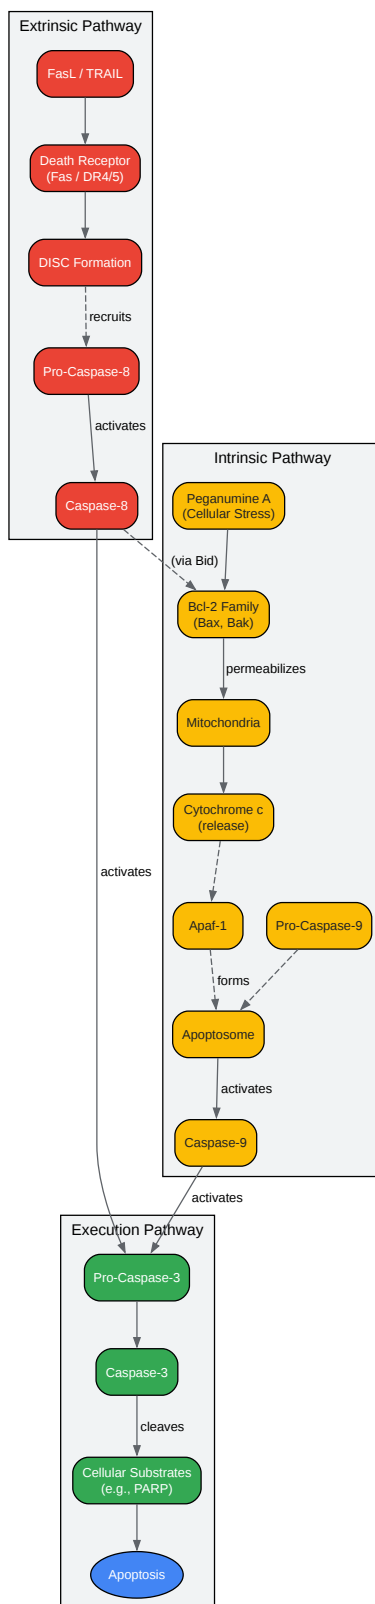 Extrinsic Pathway
FasL / TRAIL
Death Receptor
(Fas / DR4/5)
DISC Formation
recruits
Pro-Caspase-8
activates
Caspase-8
Intrinsic Pathway
Peganumine A
(Cellular Stress)
(via Bid)
Bcl-2 Family
(Bax, Bak)
permeabilizes
Mitochondria
Cytochrome c
(release)
activates
Apaf-1
Pro-Caspase-9
forms
Apoptosome
activates
Caspase-9
activates
Execution Pathway
Pro-Caspase-3
Caspase-3
cleaves
Cellular Substrates
(e.g., PARP)
Apoptosis